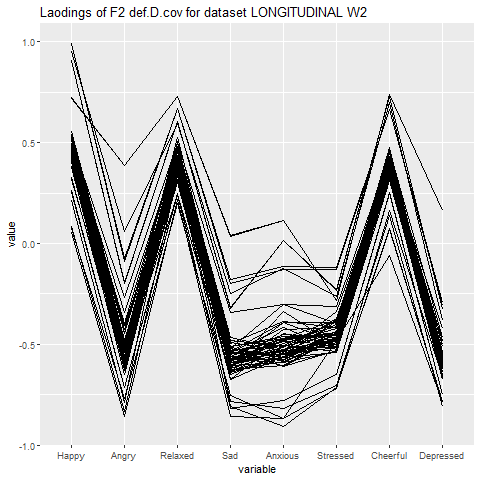 Laodings of F2 def.D.cov for dataset LONGITUDINAL W2
1.0
0.5
0.0
-0.5
-1.0
value
Happy Angry Relaxed Sad Anxious Stressed Cheerful Depressed
variable